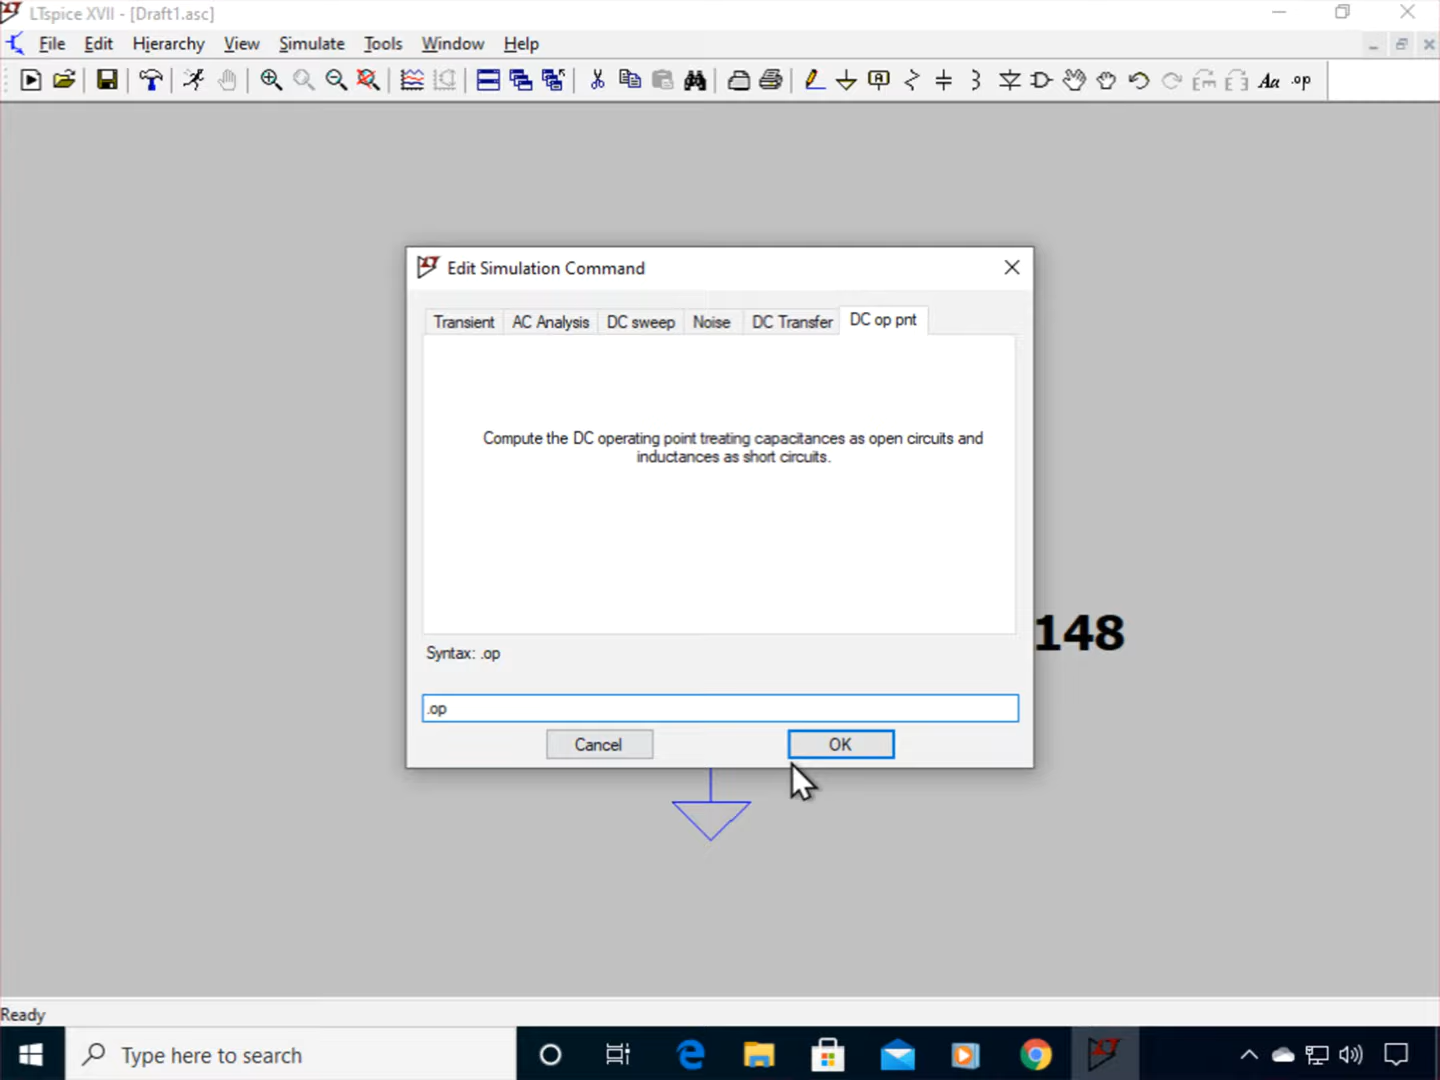 LTspice XVII - [Draft1.asc]
File Edit Hierarchy View Simulate Tools Window Help
Aa .op
Edit Simulation Command
Transient AC Analysis DC sweep Noise DC Transfer DC op pnt
Compute the DC operating point treating capacitances as open circuits and
inductances as short circuits.
148
Syntax: .op
.op
Cancel OK
Ready
Type here to search